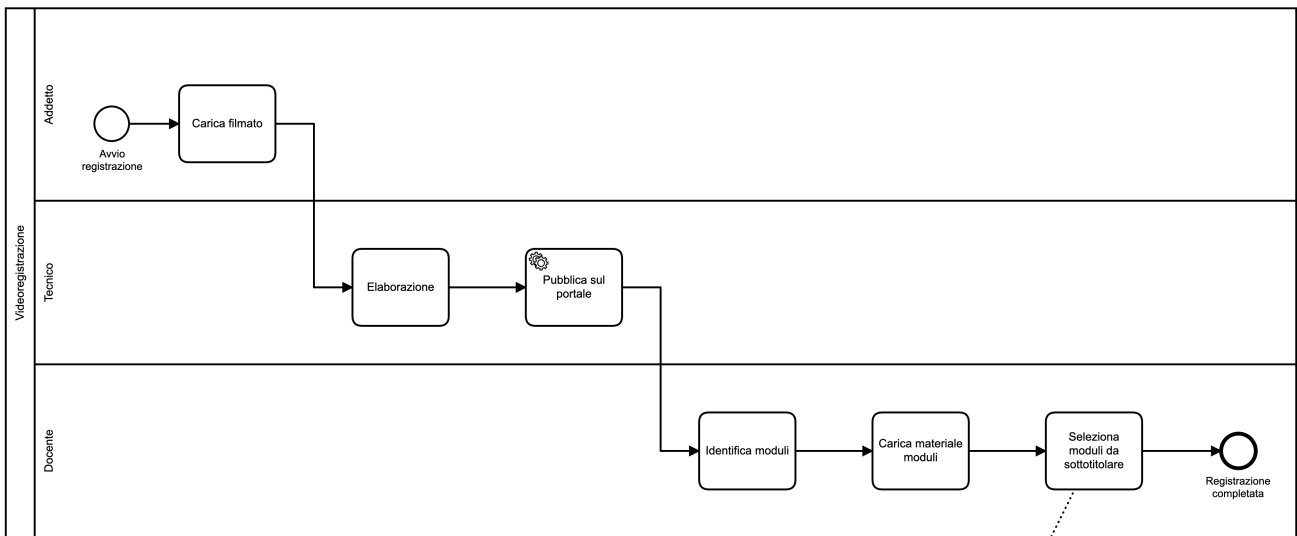 Videoregistrazione
Addetto
Avvio
registrazione
Carica filmato
Tecnico
Elaborazione
Pubblica sul
portale
Docente
Identifica moduli
Carica materiale
moduli
Seleziona
moduli da
sottotitolare
Registrazione
completata